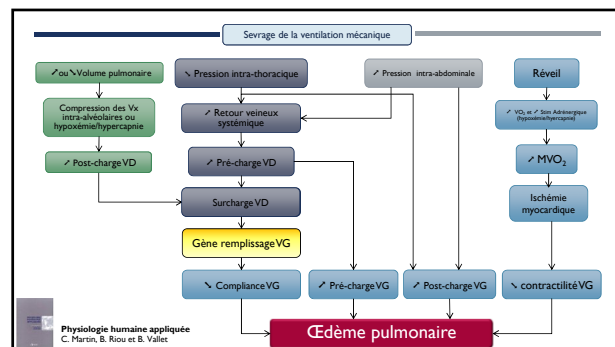 Sevrage de la ventilation mécanique
➚ou➘Volume pulmonaire
➘ Pression intra-thoracique
➚ Pression intra-abdominale
Réveil
Compression des Vx
intra-alvéolaires ou
hypoxémie/hypercapnie
➚ Retour veineux
systémique
➚ VO₂ et ➚ Stim Adrénergique
(hypoxémie/hypercapnie)
➚ Post-charge VD
➚ Pré-charge VD
➚ MVO₂
Surcharge VD
Ischémie
myocardique
Gène remplissage VG
➘ Compliance VG
➚ Pré-charge VG
➚ Post-charge VG
➘ contractilité VG
Œdème pulmonaire
Physiologie humaine appliquée
C. Martin, B. Riou et B. Vallet